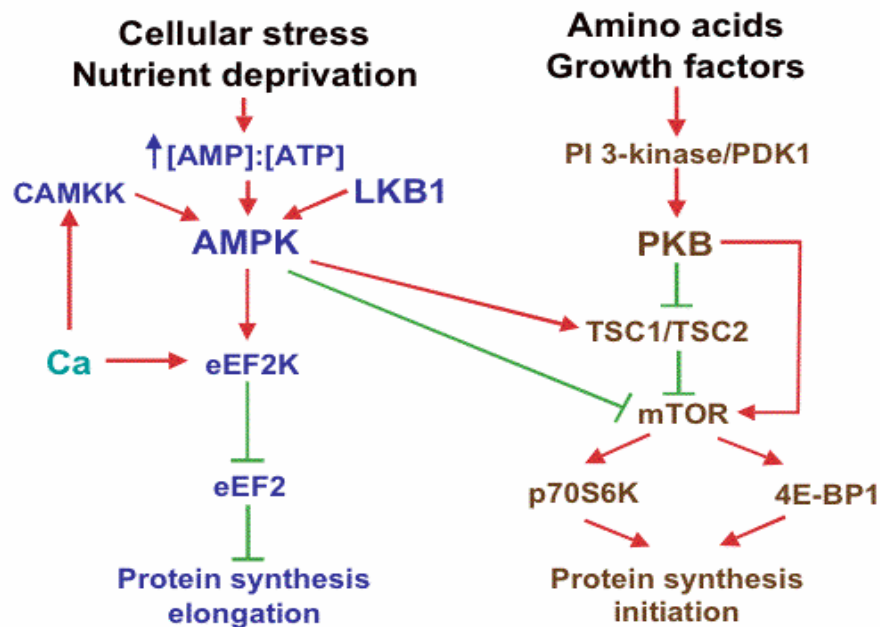 Cellular stress
Nutrient deprivation
Amino acids
Growth factors
[AMP]:[ATP]
PI 3-kinase/PDK1
CAMKK
LKB1
AMPK
PKB
TSC1/TSC2
Ca
eEF2K
mTOR
eEF2
p70S6K
4E-BP1
Protein synthesis
elongation
Protein synthesis
initiation